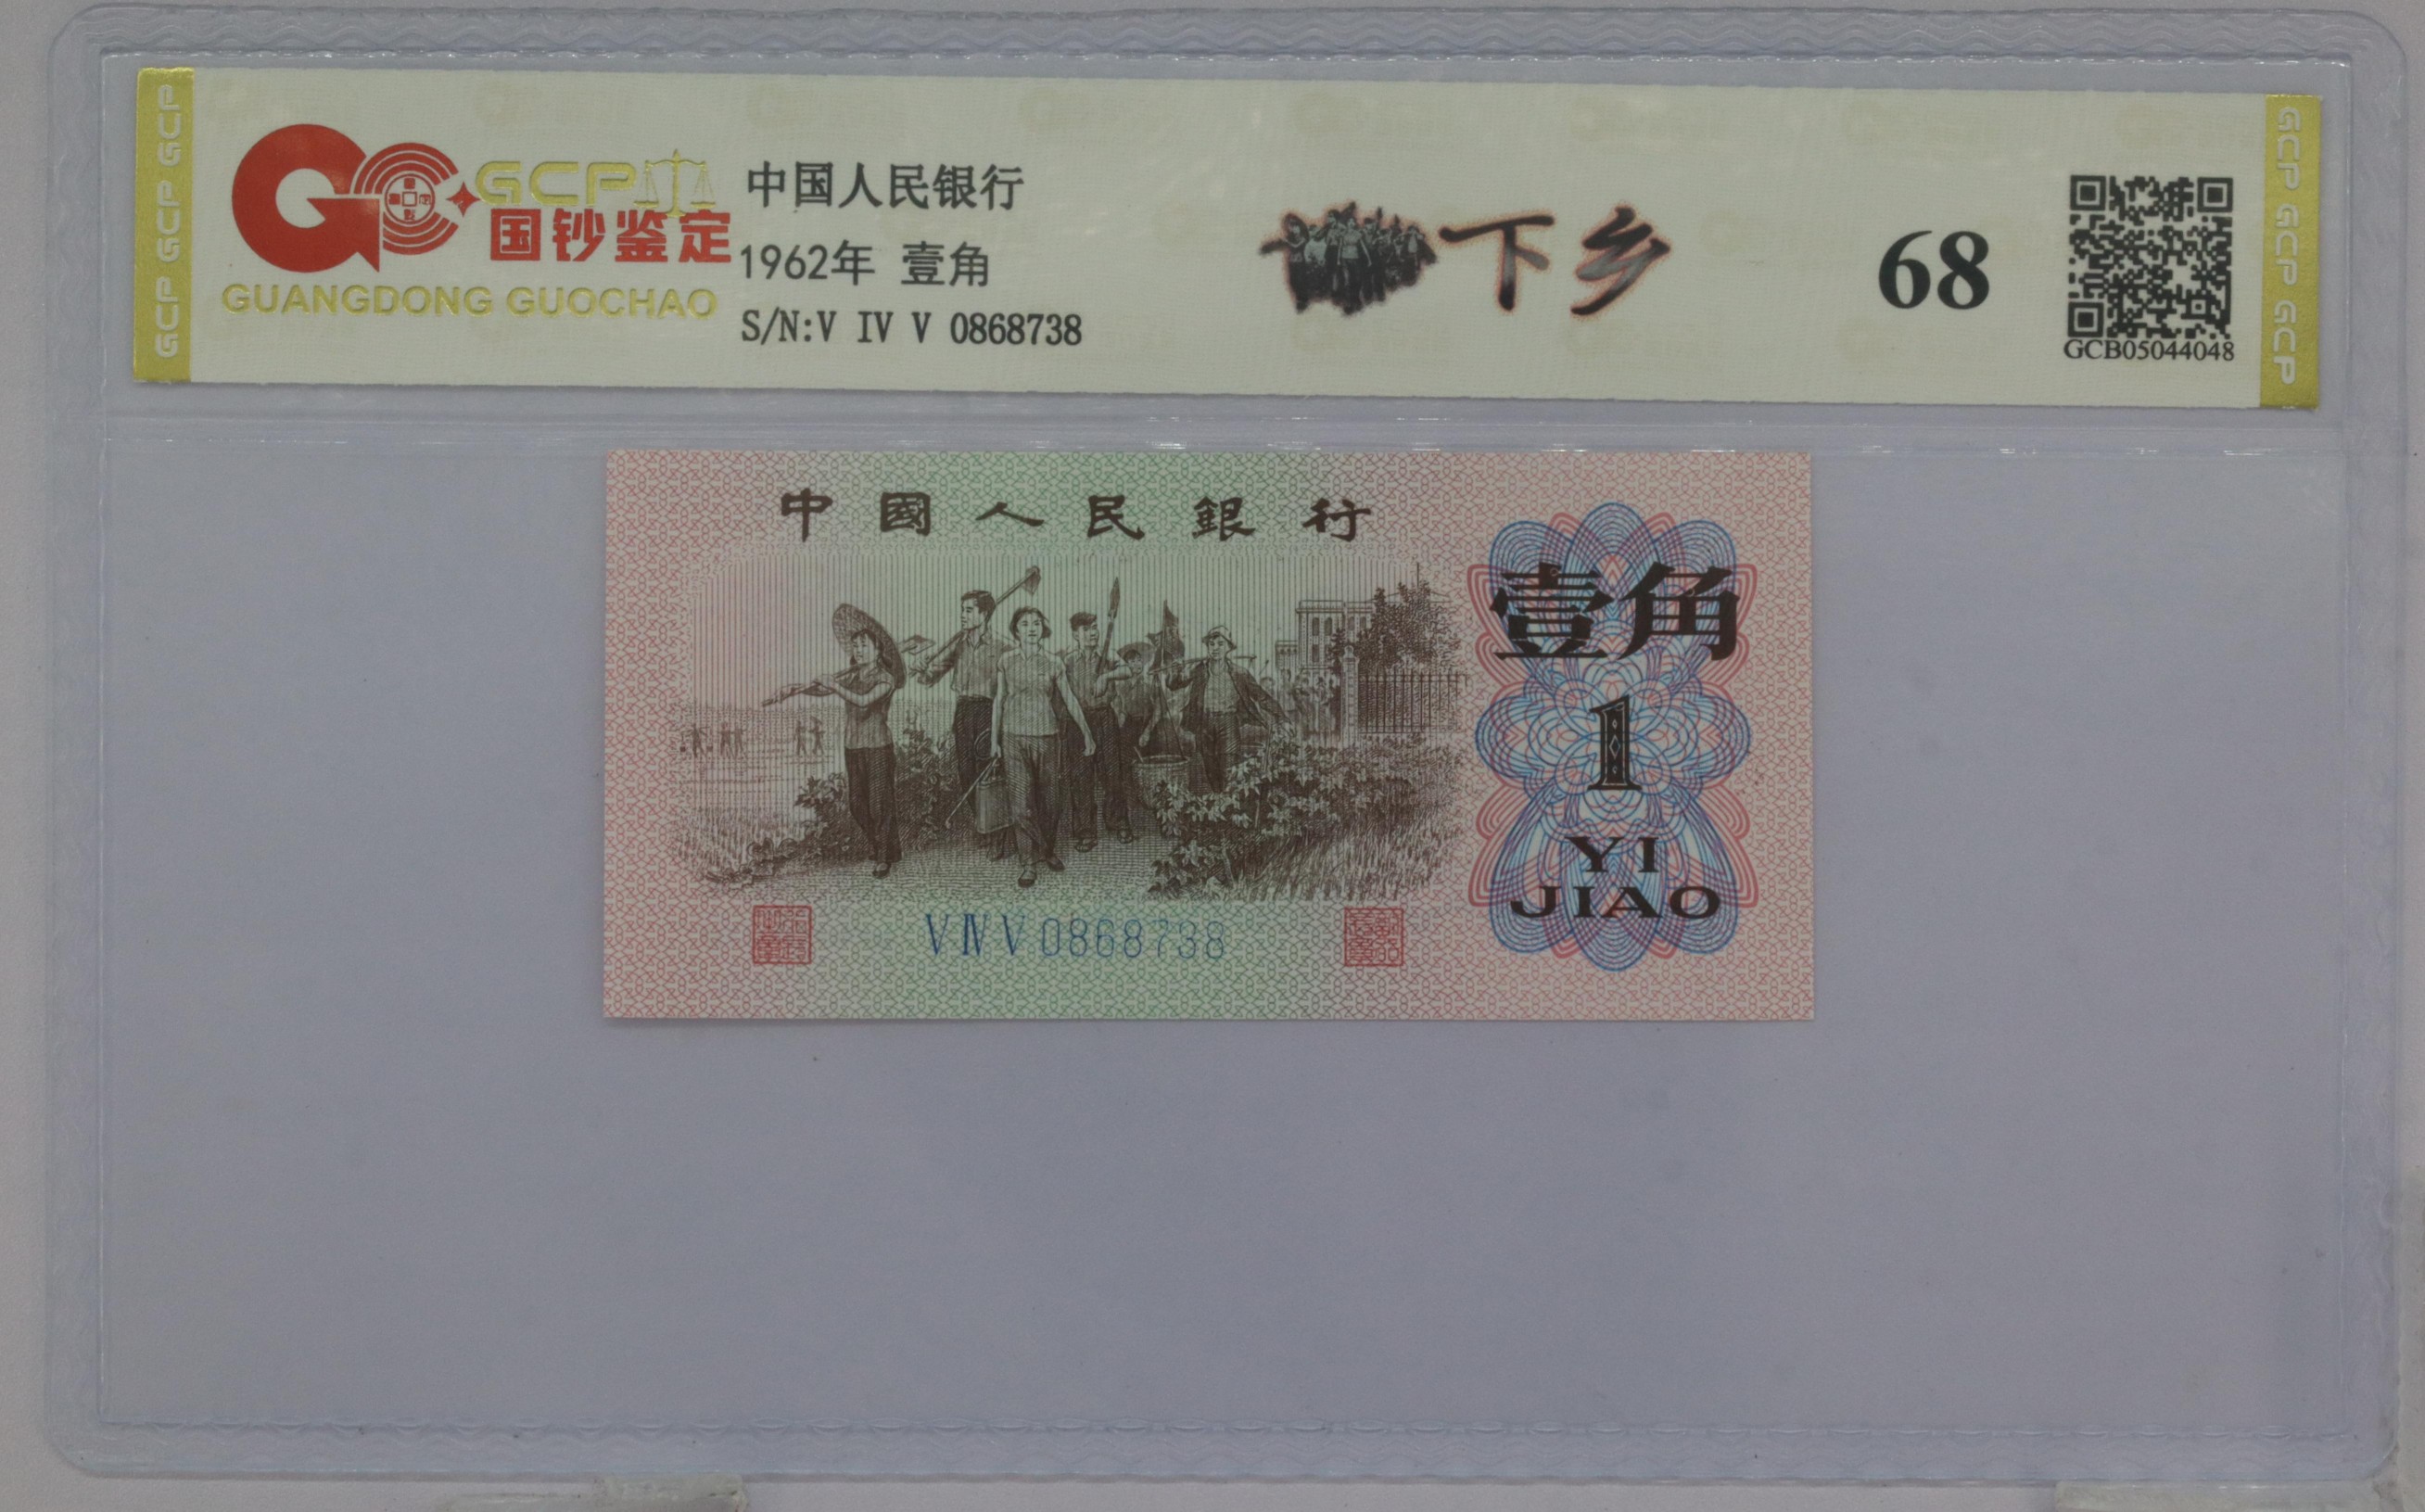 GCP GCP GCP
GCP
国钞鉴定
GUANGDONG GUOCHAO
中国人民银行
1962年 壹角
S/N:V IV V 0868738
下乡
68
GCB05044048
GCP GCP GCP
中國人民銀行
壹角
1
YI
JIAO
V IV V 0868738